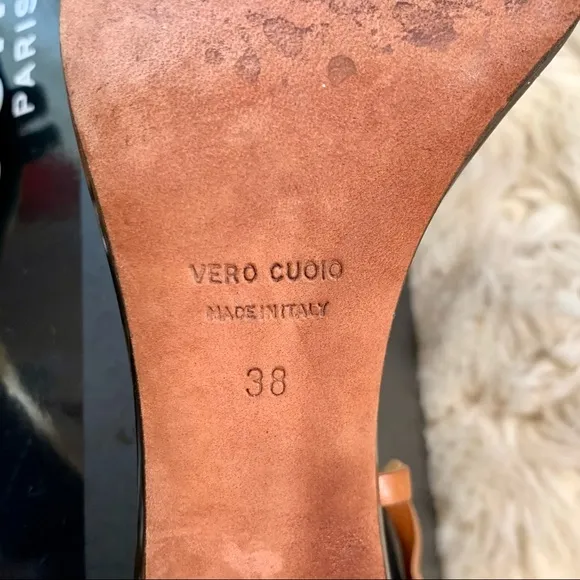 PARIS
VERO CUOIO
MADE IN ITALY
38